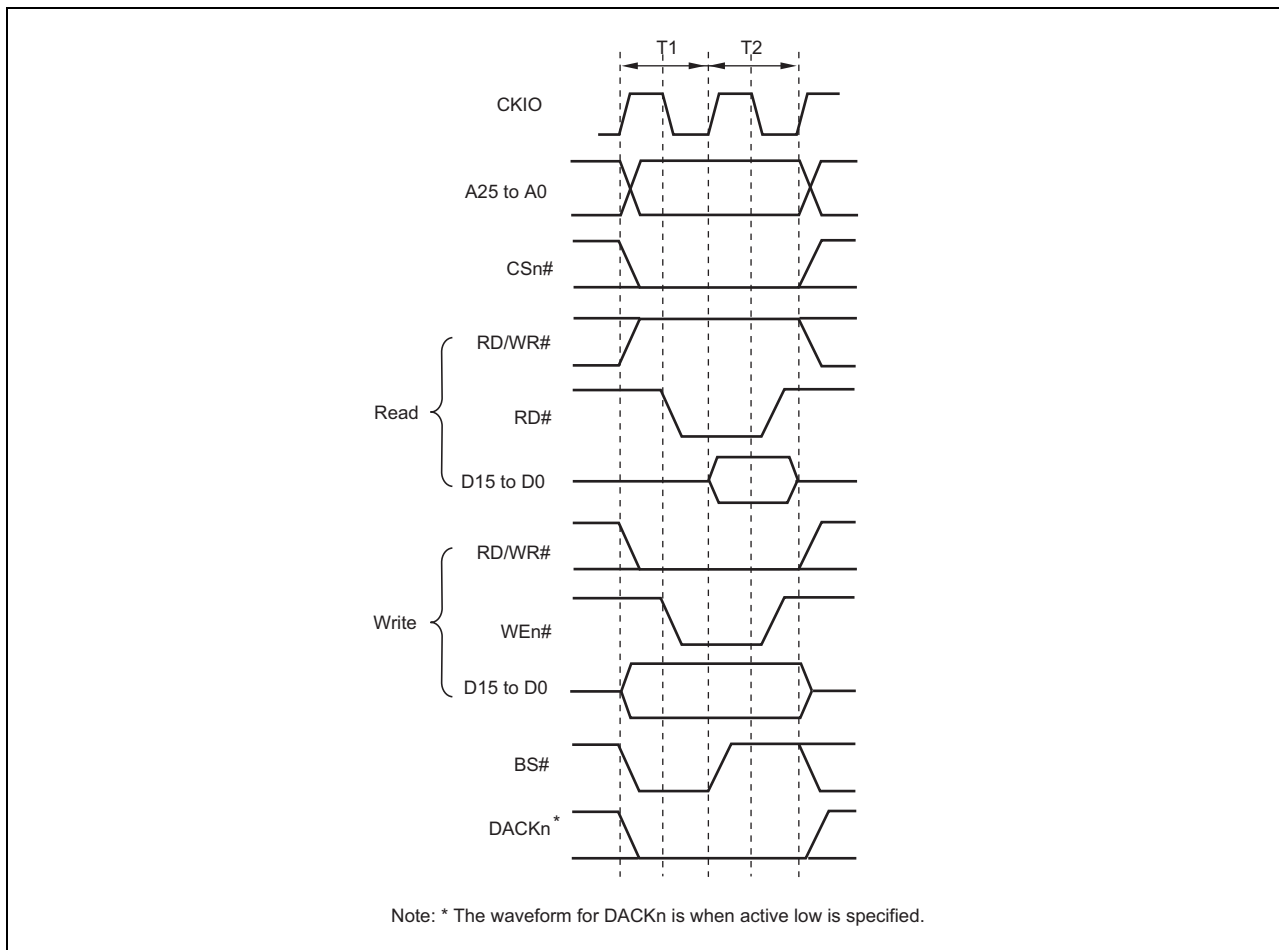 T1 T2
CKIO
A25 to A0
CSn#
RD/WR#
Read
RD#
D15 to D0
RD/WR#
Write
WEn#
D15 to D0
BS#
DACKn*
Note: * The waveform for DACKn is when active low is specified.